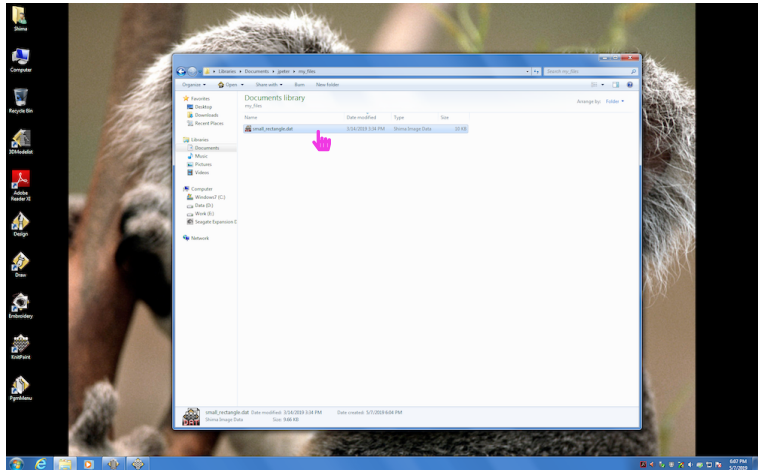 Shima
Computer
Recycle Bin
3DModelist
Adobe
Reader XI
Design
Draw
Embroidery
KnitPaint
PgmMenu
Libraries ▸ Documents ▸ jpeter ▸ my_files
Search my_files
Organize
Open
Share with
Burn
New folder
Favorites
Desktop
Downloads
Recent Places
Libraries
Documents
Music
Pictures
Videos
Computer
Windows7 (C:)
Data (D:)
Work (E:)
Seagate Expansion D
Network
Documents library
my_files
Arrange by: Folder
Name Date modified Type Size
small_rectangle.dat 3/14/2019 3:34 PM Shima Image Data 10 KB
small_rectangle.dat Date modified: 3/14/2019 3:34 PM Date created: 5/7/2019 6:04 PM
Shima Image Data Size: 9.66 KB
DAT
6:07 PM
5/7/2019